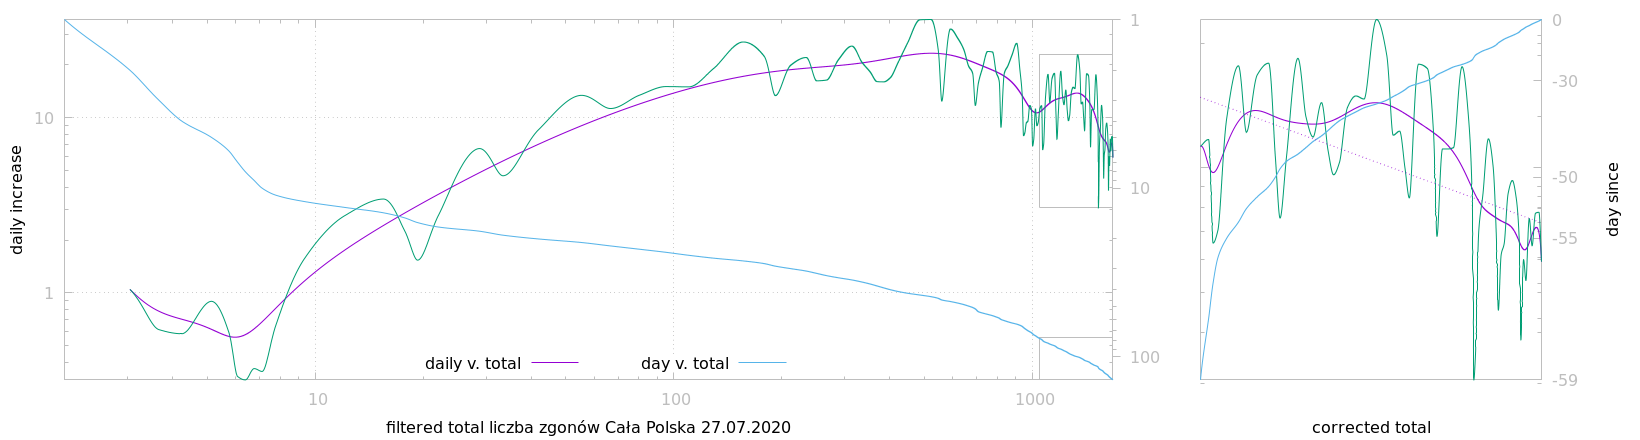 1
0
-30
10
daily increase
10
-50
day since
-55
1
daily v. total
day v. total
100
-59
10
100
1000
filtered total liczba zgonów Cała Polska 27.07.2020
corrected total